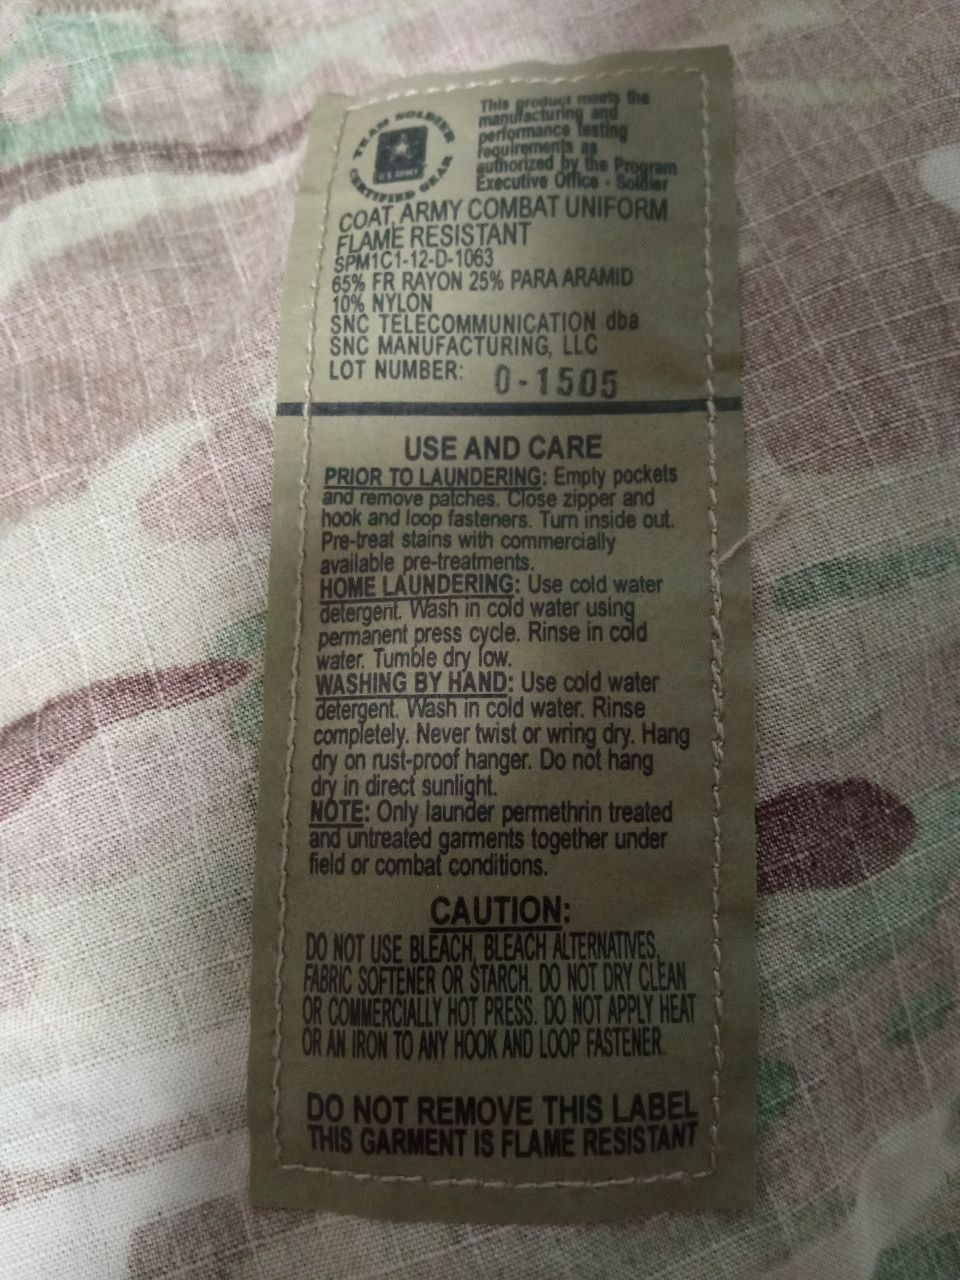 TEAM SOLDIER
CERTIFIED GEAR
U.S. ARMY
This product meets the
manufacturing and
performance testing
requirements as
authorized by the Program
Executive Office - Soldier
COAT, ARMY COMBAT UNIFORM
FLAME RESISTANT
SPM1C1-12-D-1063
65% FR RAYON 25% PARA ARAMID
10% NYLON
SNC TELECOMMUNICATION dba
SNC MANUFACTURING, LLC
LOT NUMBER: 0-1505
USE AND CARE
PRIOR TO LAUNDERING: Empty pockets
and remove patches. Close zipper and
hook and loop fasteners. Turn inside out.
Pre-treat stains with commercially
available pre-treatments.
HOME LAUNDERING: Use cold water
detergent. Wash in cold water using
permanent press cycle. Rinse in cold
water. Tumble dry low.
WASHING BY HAND: Use cold water
detergent. Wash in cold water. Rinse
completely. Never twist or wring dry. Hang
dry on rust-proof hanger. Do not hang
dry in direct sunlight.
NOTE: Only launder permethrin treated
and untreated garments together under
field or combat conditions.
CAUTION:
DO NOT USE BLEACH, BLEACH ALTERNATIVES,
FABRIC SOFTENER OR STARCH. DO NOT DRY CLEAN
OR COMMERCIALLY HOT PRESS. DO NOT APPLY HEAT
OR AN IRON TO ANY HOOK AND LOOP FASTENER.
DO NOT REMOVE THIS LABEL
THIS GARMENT IS FLAME RESISTANT